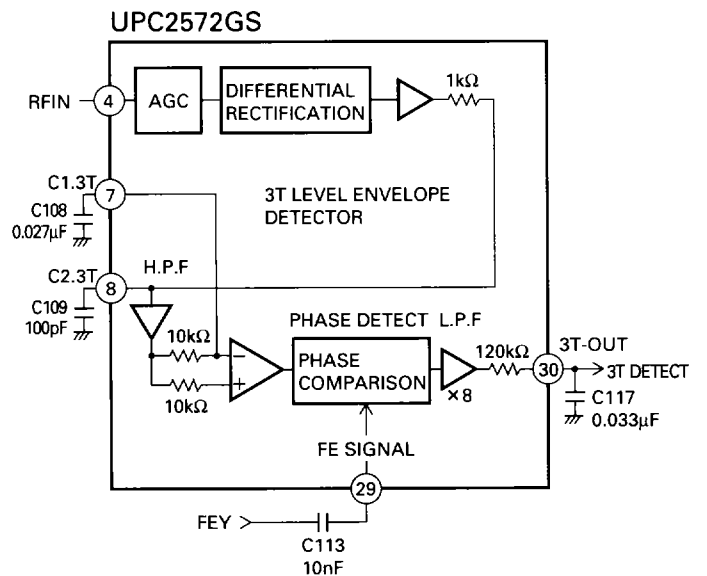 UPC2572GS
RFIN
4
AGC
DIFFERENTIAL
RECTIFICATION
1kΩ
C1.3T
7
C108
0.027μF
3T LEVEL ENVELOPE
DETECTOR
C2.3T
8
H.P.F
C109
100pF
10kΩ
10kΩ
−
+
PHASE DETECT L.P.F
PHASE
COMPARISON
×8
120kΩ
30
3T-OUT
3T DETECT
C117
0.033μF
FE SIGNAL
29
FEY
C113
10nF